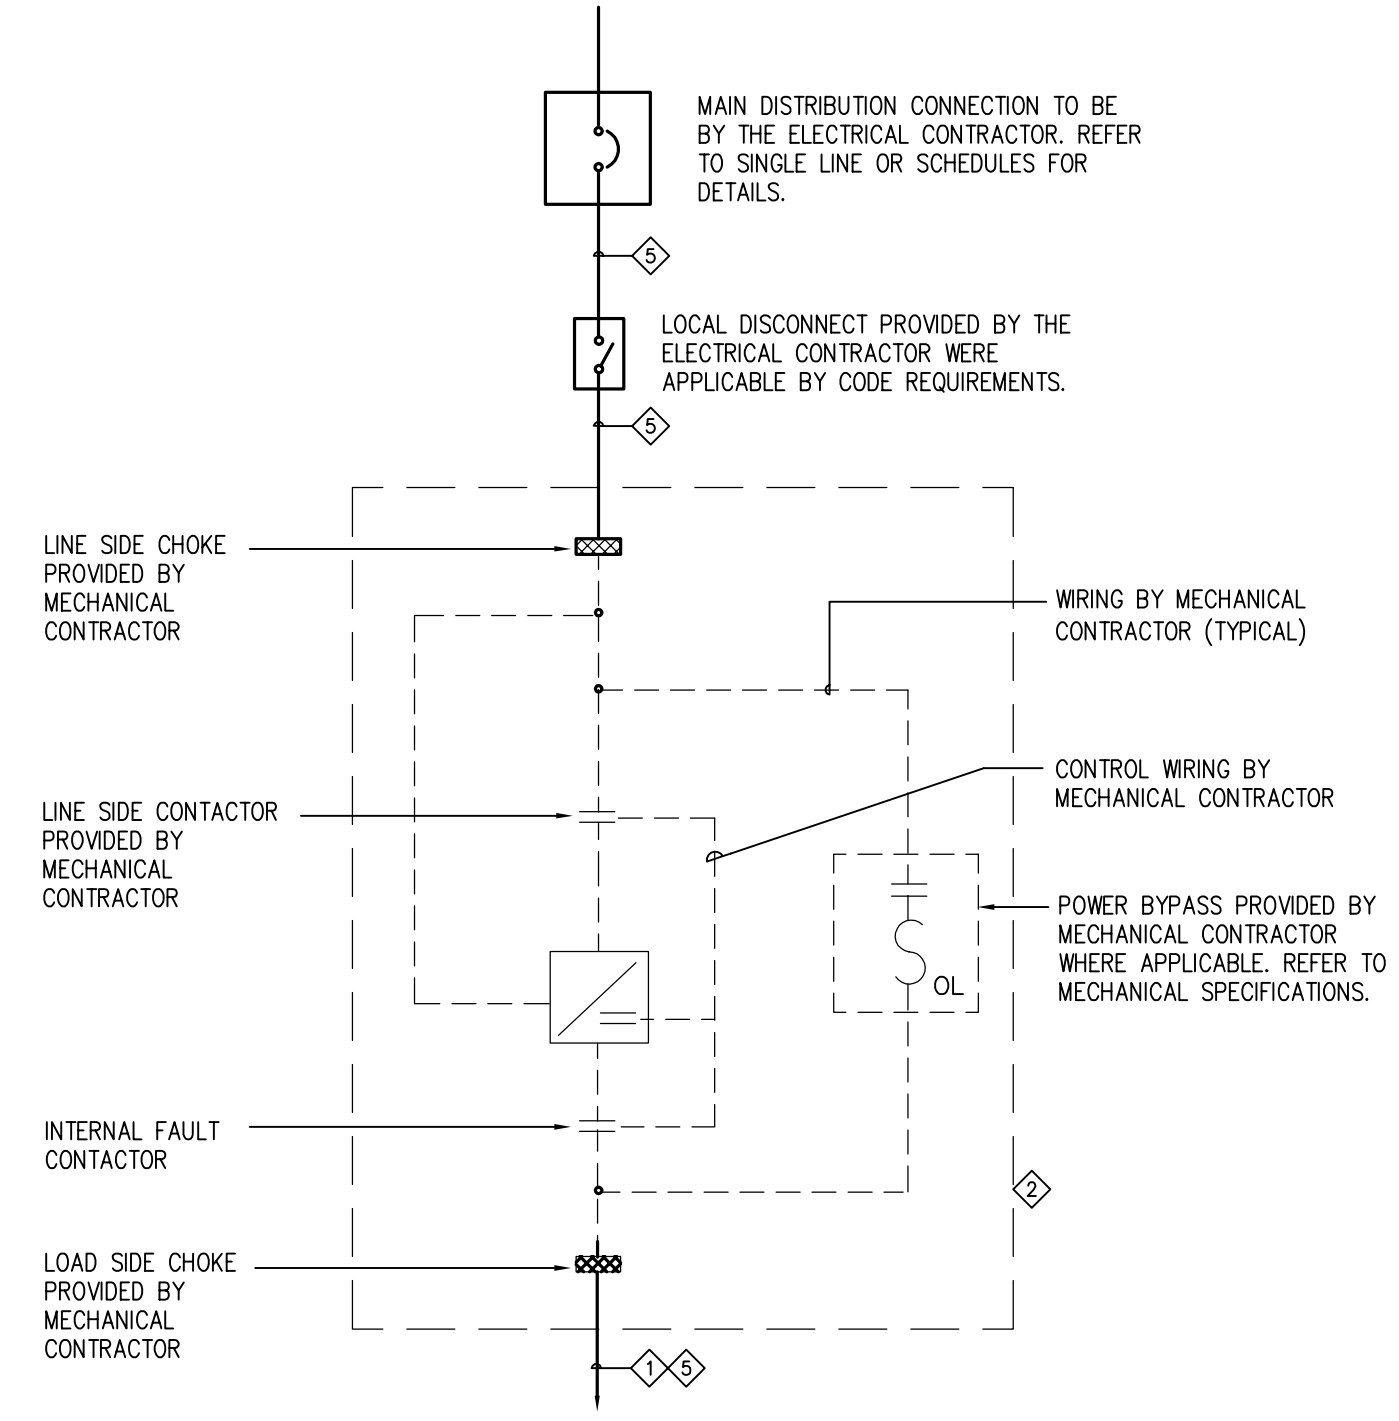 MAIN DISTRIBUTION CONNECTION TO BE
BY THE ELECTRICAL CONTRACTOR. REFER
TO SINGLE LINE OR SCHEDULES FOR
DETAILS.
5
LOCAL DISCONNECT PROVIDED BY THE
ELECTRICAL CONTRACTOR WERE
APPLICABLE BY CODE REQUIREMENTS.
5
LINE SIDE CHOKE
PROVIDED BY
MECHANICAL
CONTRACTOR
WIRING BY MECHANICAL
CONTRACTOR (TYPICAL)
CONTROL WIRING BY
MECHANICAL CONTRACTOR
LINE SIDE CONTACTOR
PROVIDED BY
MECHANICAL
CONTRACTOR
POWER BYPASS PROVIDED BY
MECHANICAL CONTRACTOR
WHERE APPLICABLE. REFER TO
MECHANICAL SPECIFICATIONS.
OL
INTERNAL FAULT
CONTACTOR
2
LOAD SIDE CHOKE
PROVIDED BY
MECHANICAL
CONTRACTOR
1 5